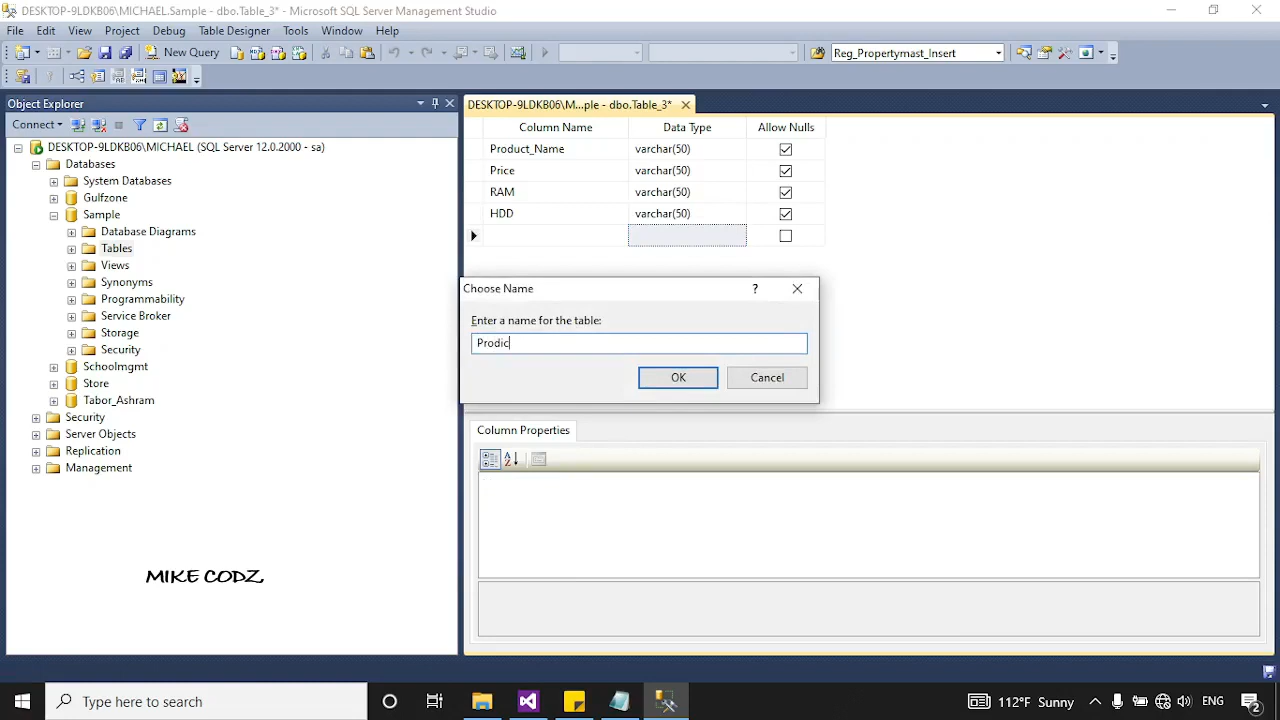 DESKTOP-9LDKB06\MICHAEL.Sample - dbo.Table_3* - Microsoft SQL Server Management Studio
File Edit View Project Debug Table Designer Tools Window Help
New Query Reg_Propertymast_Insert
Object Explorer
Connect
DESKTOP-9LDKB06\MICHAEL (SQL Server 12.0.2000 - sa)
Databases
System Databases
Gulfzone
Sample
Database Diagrams
Tables
Views
Synonyms
Programmability
Service Broker
Storage
Security
Schoolmgmt
Store
Tabor_Ashram
Security
Server Objects
Replication
Management
MIKE CODZ,
DESKTOP-9LDKB06\M...ple - dbo.Table_3*
Column Name Data Type Allow Nulls
Product_Name varchar(50)
Price varchar(50)
RAM varchar(50)
HDD varchar(50)
Choose Name ?
Enter a name for the table:
Prodic
OK Cancel
Column Properties
Type here to search
112°F Sunny ENG 2